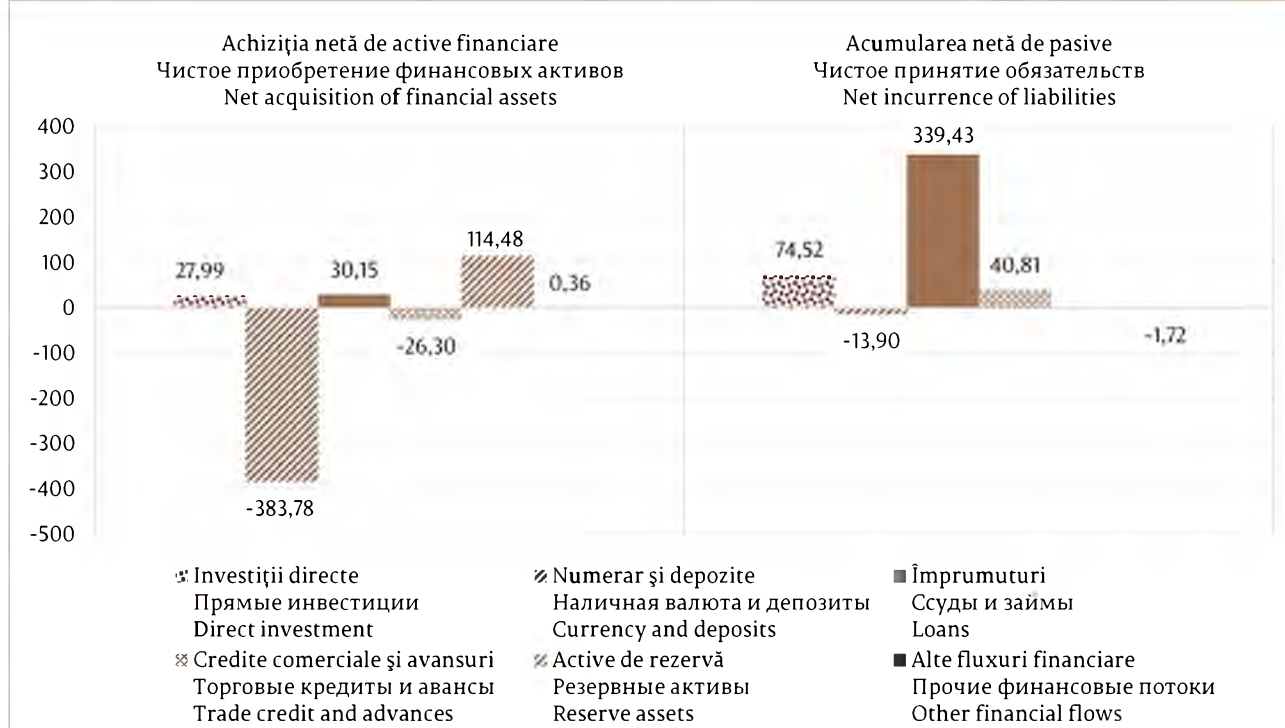 Achiziția netă de active financiare
Чистое приобретение финансовых активов
Net acquisition of financial assets
Acumularea netă de pasive
Чистое принятие обязательств
Net incurrence of liabilities
400
300
200
100
0
-100
-200
-300
-400
-500
27,99
-383,78
30,15
-26,30
114,48
0,36
74,52
-13,90
339,43
40,81
-1,72
Investiții directe
Прямые инвестиции
Direct investment
Numerar și depozite
Наличная валюта и депозиты
Currency and deposits
Împrumuturi
Ссуды и займы
Loans
Credite comerciale și avansuri
Торговые кредиты и авансы
Trade credit and advances
Active de rezervă
Резервные активы
Reserve assets
Alte fluxuri financiare
Прочие финансовые потоки
Other financial flows